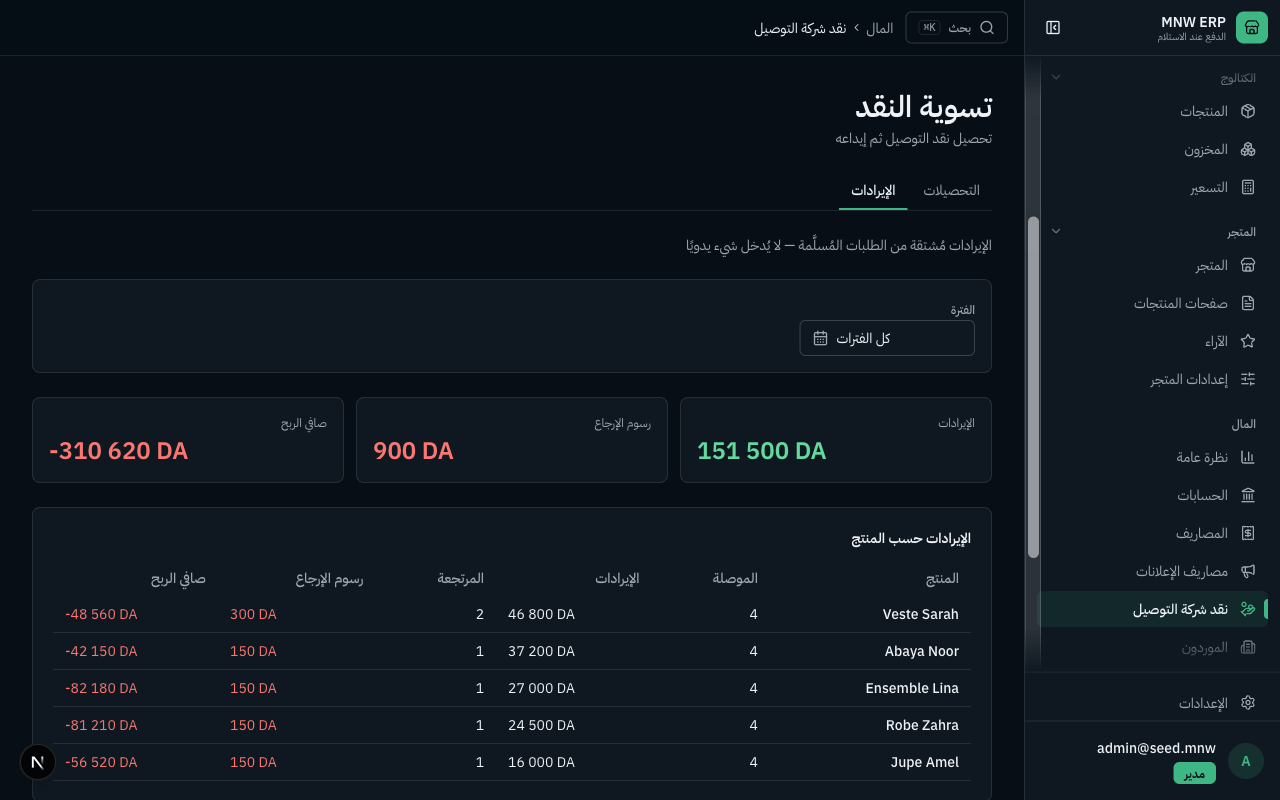 MNW ERP
الدفع عند الاستلام
الكتالوج
المنتجات
المخزون
التسعير
المتجر
المتجر
صفحات المنتجات
الآراء
إعدادات المتجر
المال
نظرة عامة
الحسابات
المصاريف
مصاريف الإعلانات
نقد شركة التوصيل
الموردون
الإعدادات
admin@seed.mnw
مدير
A
بحث ⌘K
المال › نقد شركة التوصيل
تسوية النقد
تحصيل نقد التوصيل ثم إيداعه
التحصيلات الإيرادات
الإيرادات مُشتقة من الطلبات المُسلَّمة — لا يُدخل شيء يدويًا
الفترة
كل الفترات
الإيرادات
151 500 DA
رسوم الإرجاع
900 DA
صافي الربح
-310 620 DA
الإيرادات حسب المنتج
المنتج الموصلة الإيرادات المرتجعة رسوم الإرجاع صافي الربح
Veste Sarah 4 46 800 DA 2 300 DA -48 560 DA
Abaya Noor 4 37 200 DA 1 150 DA -42 150 DA
Ensemble Lina 4 27 000 DA 1 150 DA -82 180 DA
Robe Zahra 4 24 500 DA 1 150 DA -81 210 DA
Jupe Amel 4 16 000 DA 1 150 DA -56 520 DA
N